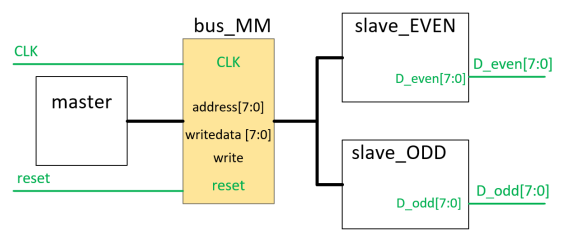 bus_MM
slave_EVEN
CLK
CLK
D_even[7:0]
D_even[7:0]
master
address[7:0]
writedata [7:0]
write
slave_ODD
reset
reset
D_odd[7:0]
D_odd[7:0]